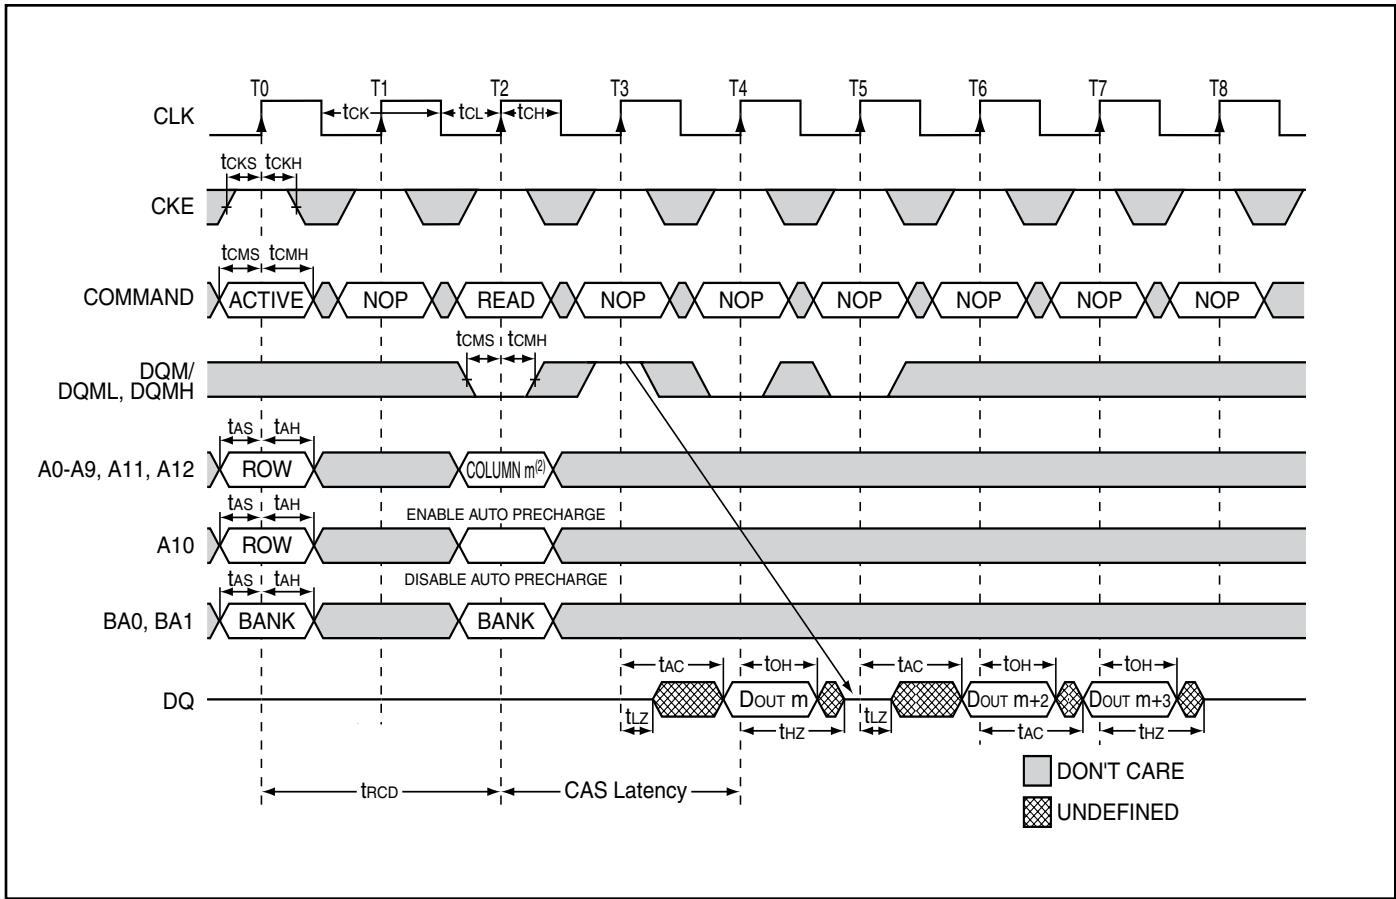 T0 T1 T2 T3 T4 T5 T6 T7 T8
CLK tCK tCL tCH
tCKS tCKH
CKE
tCMS tCMH
COMMAND ACTIVE NOP READ NOP NOP NOP NOP NOP NOP
tCMS tCMH
DQM/
DQML, DQMH
tAS tAH
A0-A9, A11, A12 ROW COLUMN m(2)
tAS tAH ENABLE AUTO PRECHARGE
A10 ROW
tAS tAH DISABLE AUTO PRECHARGE
BA0, BA1 BANK BANK
tAC tOH tAC tOH tOH
DQ DOUT m DOUT m+2 DOUT m+3
tLZ tHZ tLZ tAC tHZ
DON'T CARE
tRCD CAS Latency
UNDEFINED